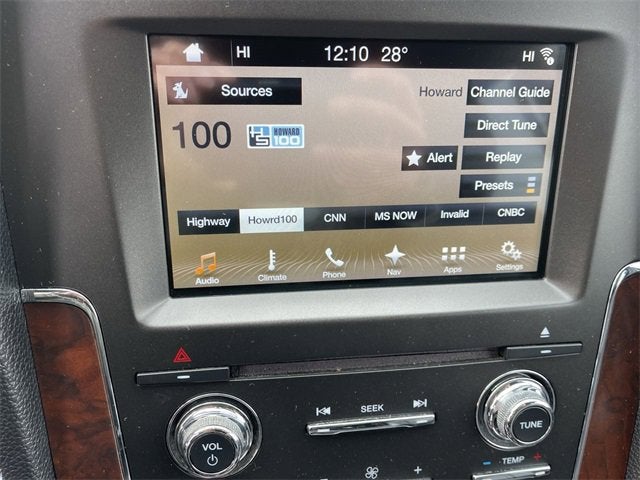 HI 12:10 28° HI
Sources Howard Channel Guide
100 HOWARD 100 Direct Tune
Alert Replay
Presets
Highway Howrd100 CNN MS NOW Invalid CNBC
Audio Climate Phone Nav Apps Settings
SEEK
VOL TUNE
TEMP